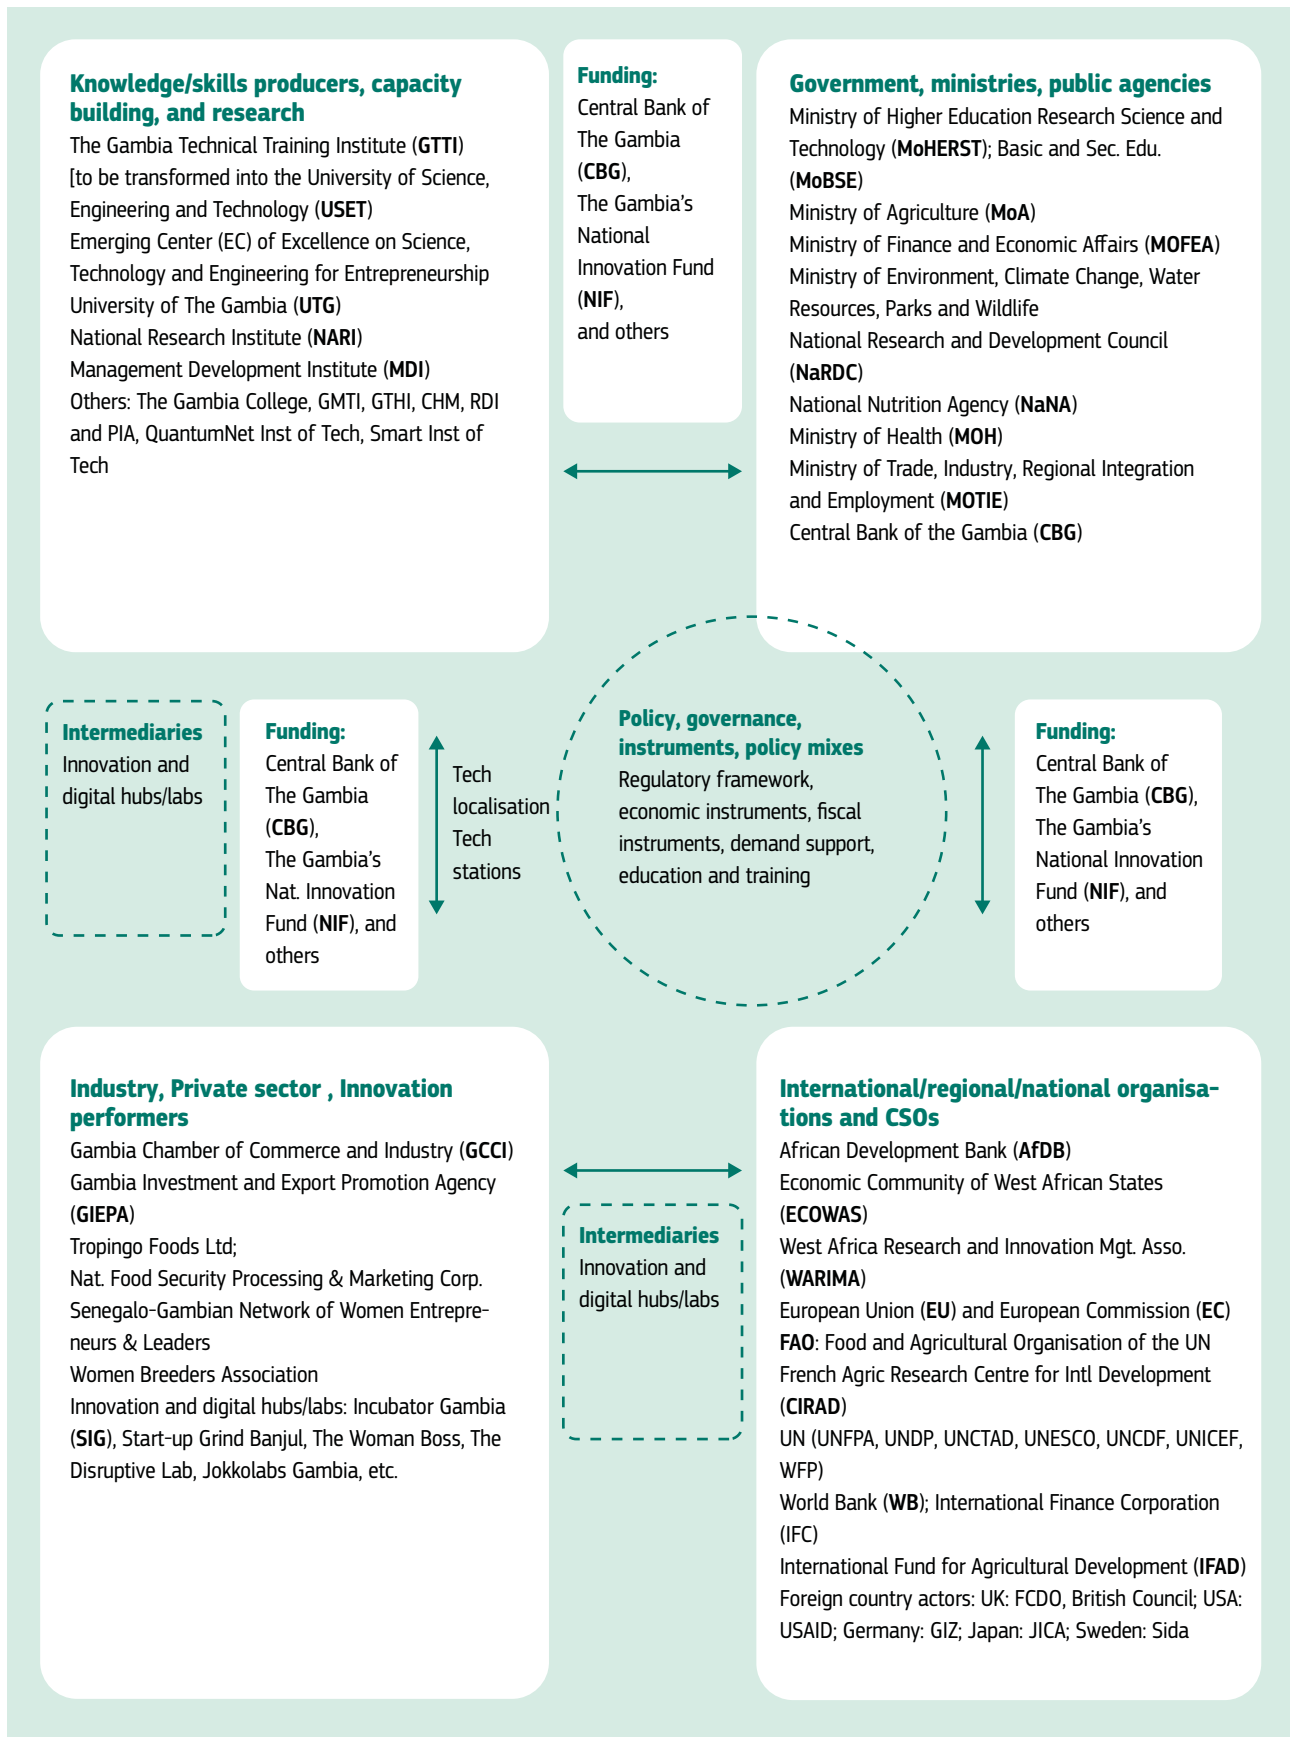 Knowledge/skills producers, capacity
building, and research
The Gambia Technical Training Institute (GTTI)
[to be transformed into the University of Science,
Engineering and Technology (USET)
Emerging Center (EC) of Excellence on Science,
Technology and Engineering for Entrepreneurship
University of The Gambia (UTG)
National Research Institute (NARI)
Management Development Institute (MDI)
Others: The Gambia College, GMTI, GTHI, CHM, RDI
and PIA, QuantumNet Inst of Tech, Smart Inst of
Tech
Funding:
Central Bank of
The Gambia
(CBG),
The Gambia's
National
Innovation Fund
(NIF),
and others
Government, ministries, public agencies
Ministry of Higher Education Research Science and
Technology (MoHERST); Basic and Sec. Edu.
(MoBSE)
Ministry of Agriculture (MoA)
Ministry of Finance and Economic Affairs (MOFEA)
Ministry of Environment, Climate Change, Water
Resources, Parks and Wildlife
National Research and Development Council
(NaRDC)
National Nutrition Agency (NaNA)
Ministry of Health (MOH)
Ministry of Trade, Industry, Regional Integration
and Employment (MOTIE)
Central Bank of the Gambia (CBG)
Intermediaries
Innovation and
digital hubs/labs
Funding:
Central Bank of
The Gambia
(CBG),
The Gambia's
Nat. Innovation
Fund (NIF), and
others
Tech
localisation
Tech
stations
Policy, governance,
instruments, policy mixes
Regulatory framework,
economic instruments, fiscal
instruments, demand support,
education and training
Funding:
Central Bank of
The Gambia (CBG),
The Gambia's
National Innovation
Fund (NIF), and
others
Industry, Private sector , Innovation
performers
Gambia Chamber of Commerce and Industry (GCCI)
Gambia Investment and Export Promotion Agency
(GIEPA)
Tropingo Foods Ltd;
Nat. Food Security Processing & Marketing Corp.
Senegalo-Gambian Network of Women Entrepre-
neurs & Leaders
Women Breeders Association
Innovation and digital hubs/labs: Incubator Gambia
(SIG), Start-up Grind Banjul, The Woman Boss, The
Disruptive Lab, Jokkolabs Gambia, etc.
Intermediaries
Innovation and
digital hubs/labs
International/regional/national organisa-
tions and CSOs
African Development Bank (AfDB)
Economic Community of West African States
(ECOWAS)
West Africa Research and Innovation Mgt. Asso.
(WARIMA)
European Union (EU) and European Commission (EC)
FAO: Food and Agricultural Organisation of the UN
French Agric Research Centre for Intl Development
(CIRAD)
UN (UNFPA, UNDP, UNCTAD, UNESCO, UNCDF, UNICEF,
WFP)
World Bank (WB); International Finance Corporation
(IFC)
International Fund for Agricultural Development (IFAD)
Foreign country actors: UK: FCDO, British Council; USA:
USAID; Germany: GIZ; Japan: JICA; Sweden: Sida